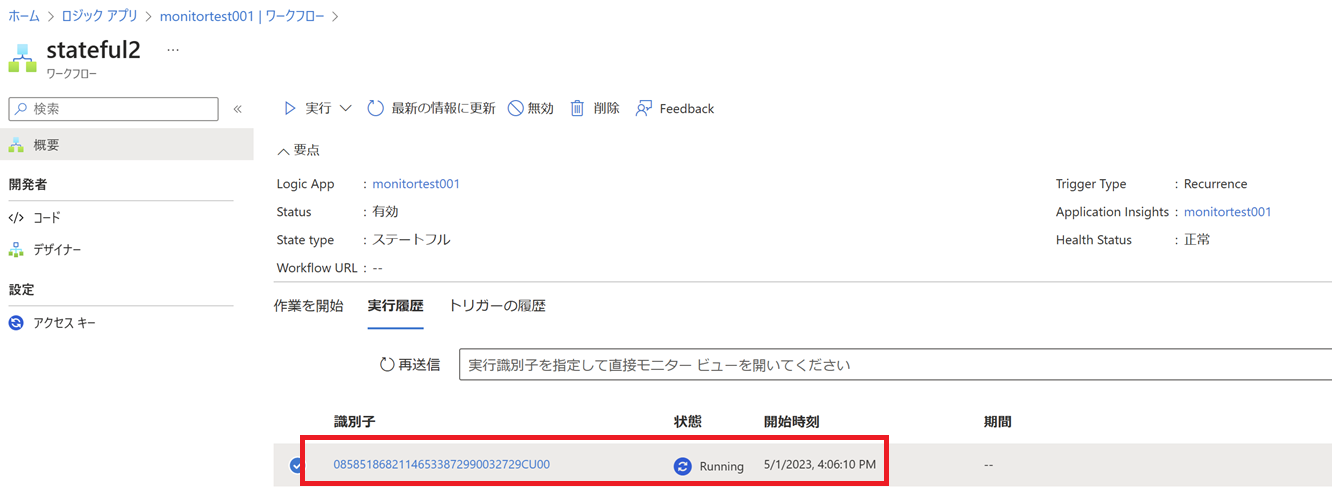 ホーム > ロジック アプリ > monitortest001 | ワークフロー >
stateful2 ...
ワークフロー
検索 «
概要
開発者
</> コード
デザイナー
設定
アクセス キー
実行 最新の情報に更新 無効 削除 Feedback
要点
Logic App : monitortest001
Status : 有効
State type : ステートフル
Workflow URL : --
Trigger Type : Recurrence
Application Insights : monitortest001
Health Status : 正常
作業を開始 実行履歴 トリガーの履歴
再送信 実行識別子を指定して直接モニター ビューを開いてください
識別子 状態 開始時刻 期間
08585186821146533872990032729CU00 Running 5/1/2023, 4:06:10 PM --